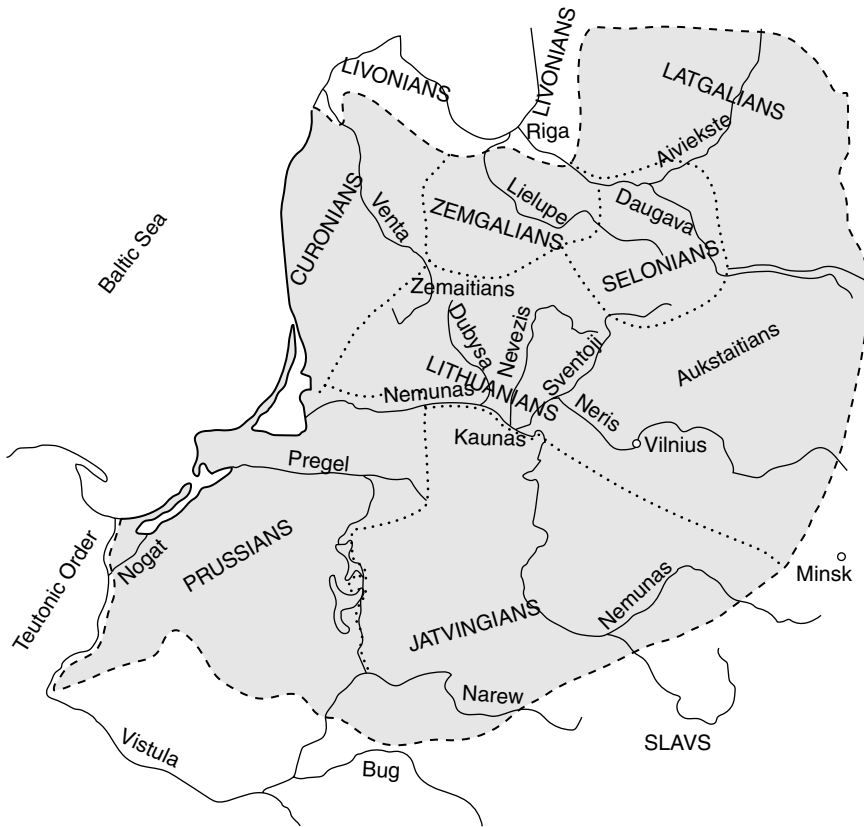 LIVONIANS
LIVONIANS
LATGALIANS
Riga
Aiviekste
Lielupe
Daugava
Venta
ZEMGALIANS
CURONIANS
SELONIANS
Baltic Sea
Zemaitians
Dubysa
Nevezis
Sventoji
Aukstaitians
LITHUANIANS
Nemunas
Neris
Kaunas
Vilnius
Pregel
PRUSSIANS
Nogat
Teutonic Order
Minsk
Nemunas
JATVINGIANS
Narew
SLAVS
Vistula
Bug